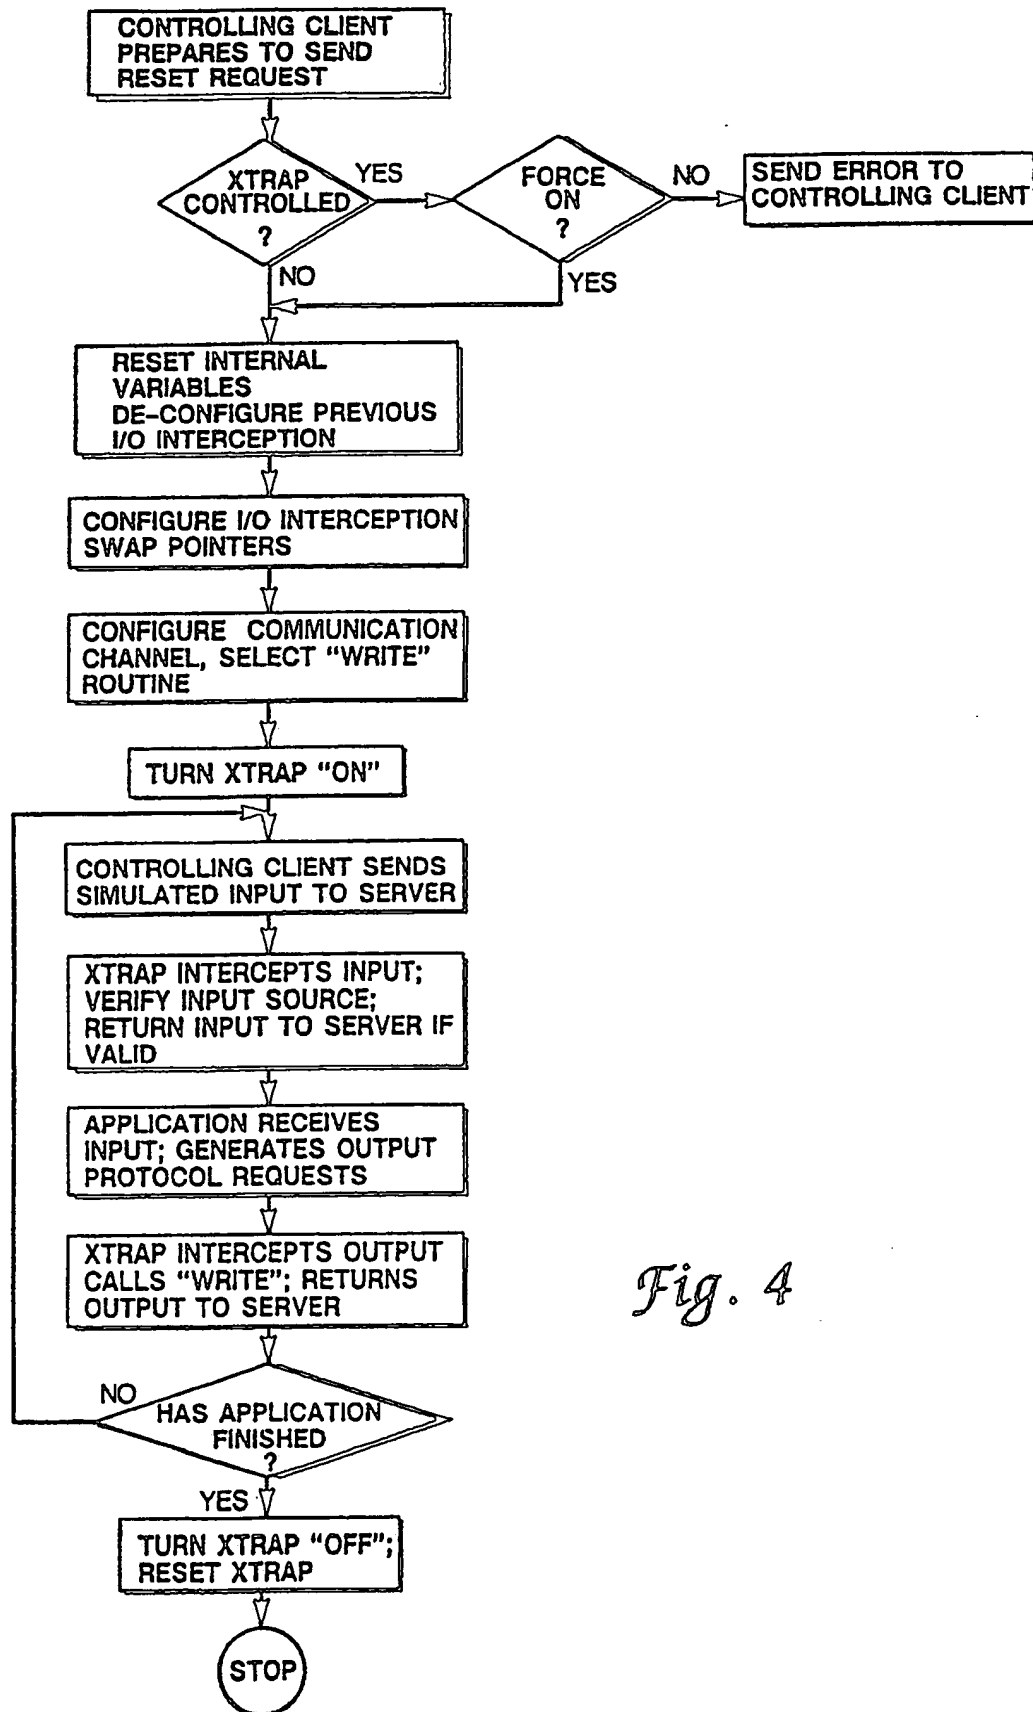 CONTROLLING CLIENT
PREPARES TO SEND
RESET REQUEST
XTRAP
CONTROLLED
?
YES
FORCE
ON
?
NO
SEND ERROR TO
CONTROLLING CLIENT
NO
YES
RESET INTERNAL
VARIABLES
DE-CONFIGURE PREVIOUS
I/O INTERCEPTION
CONFIGURE I/O INTERCEPTION
SWAP POINTERS
CONFIGURE COMMUNICATION
CHANNEL, SELECT "WRITE"
ROUTINE
TURN XTRAP "ON"
CONTROLLING CLIENT SENDS
SIMULATED INPUT TO SERVER
XTRAP INTERCEPTS INPUT;
VERIFY INPUT SOURCE;
RETURN INPUT TO SERVER IF
VALID
APPLICATION RECEIVES
INPUT; GENERATES OUTPUT
PROTOCOL REQUESTS
XTRAP INTERCEPTS OUTPUT
CALLS "WRITE"; RETURNS
OUTPUT TO SERVER
Fig. 4
NO
HAS APPLICATION
FINISHED
?
YES
TURN XTRAP "OFF";
RESET XTRAP
STOP